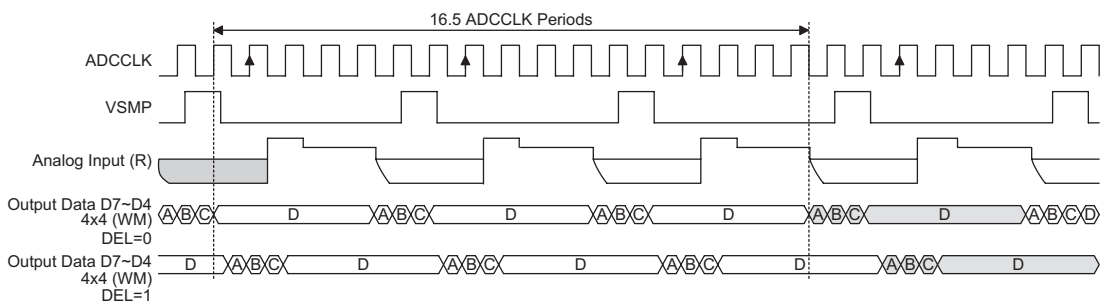 16.5 ADCCLK Periods
ADCCLK
VSMP
Analog Input (R)
Output Data D7~D4 A B C D A B C D A B C D A B C D A B C D
4x4 (WM)
DEL=0
Output Data D7~D4 D A B C D A B C D A B C D A B C D
4x4 (WM)
DEL=1